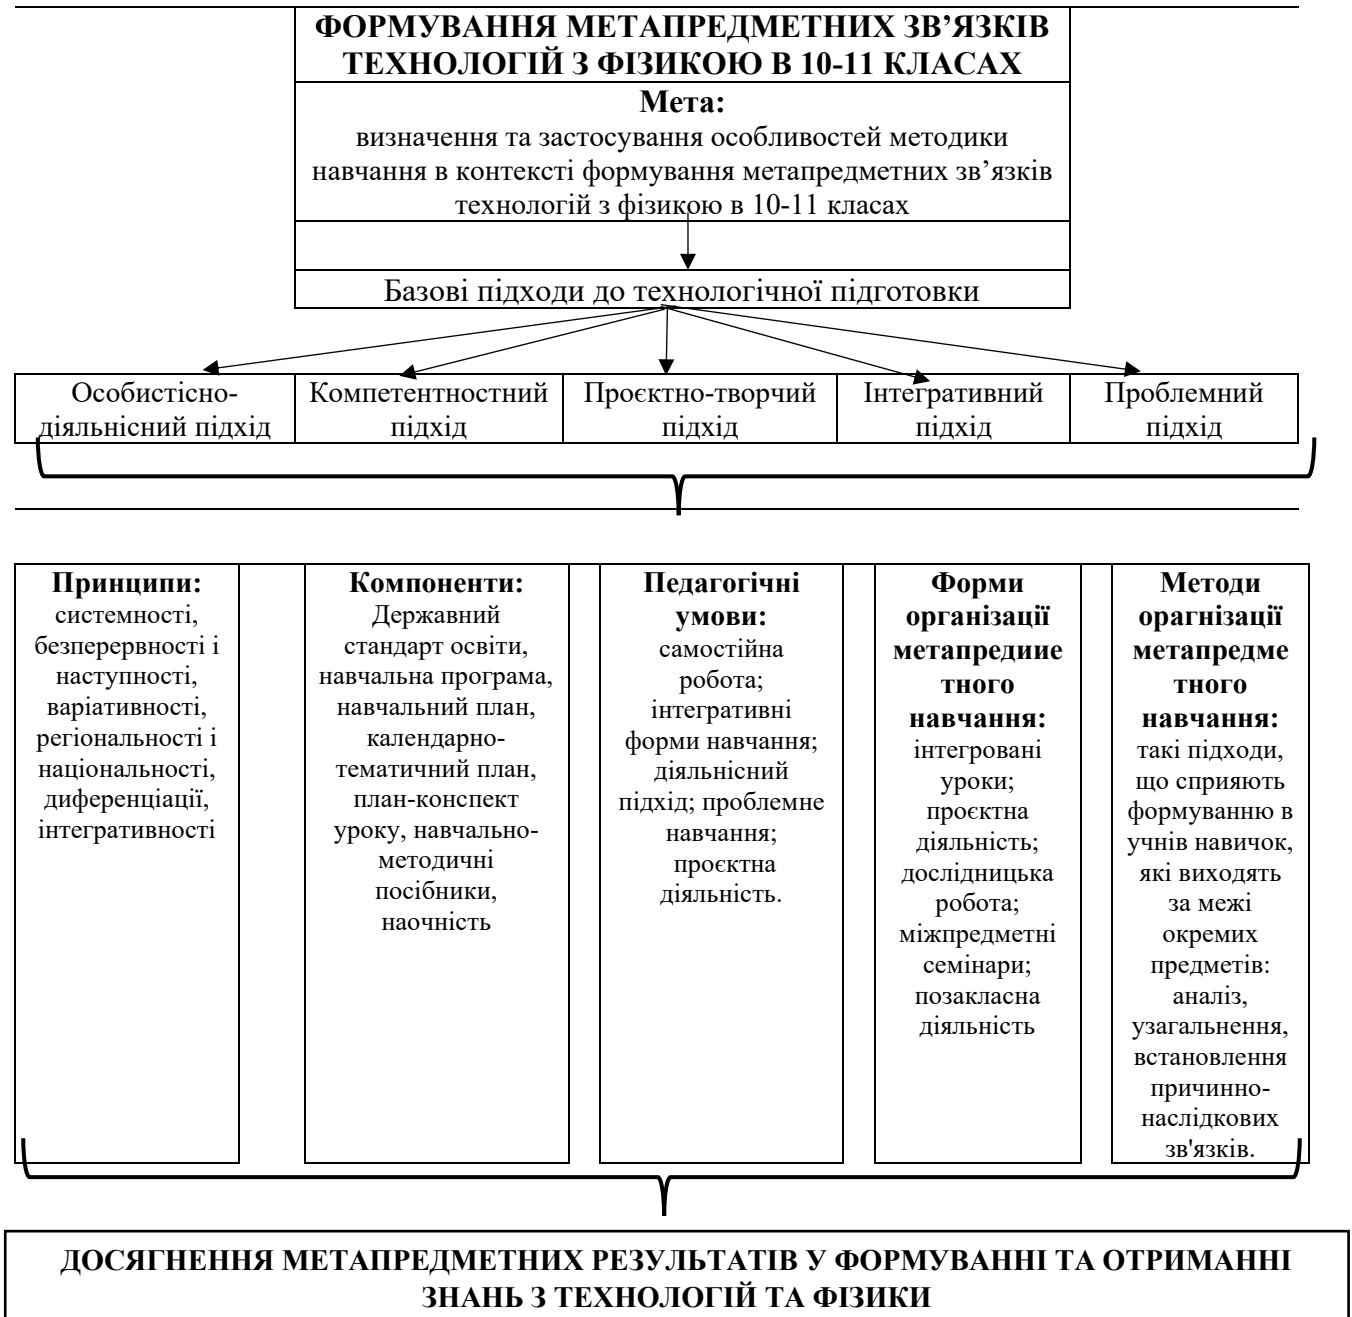 ФОРМУВАННЯ МЕТАПРЕДМЕТНИХ ЗВ’ЯЗКІВ
ТЕХНОЛОГІЙ З ФІЗИКОЮ В 10-11 КЛАСАХ
Мета:
визначення та застосування особливостей методики
навчання в контексті формування метапредметних зв’язків
технологій з фізикою в 10-11 класах
Базові підходи до технологічної підготовки
Особистісно-
діяльнісний підхід
Компетентностний
підхід
Проєктно-творчий
підхід
Інтегративний
підхід
Проблемний
підхід
Принципи:
системності,
безперервності і
наступності,
варіативності,
регіональності і
національності,
диференціації,
інтегративності
Компоненти:
Державний
стандарт освіти,
навчальна програма,
навчальний план,
календарно-
тематичний план,
план-конспект
уроку, навчально-
методичні
посібники,
наочність
Педагогічні
умови:
самостійна
робота;
інтегративні
форми навчання;
діяльнісний
підхід; проблемне
навчання;
проєктна
діяльність.
Форми
організації
метапредиие
тного
навчання:
інтегровані
уроки;
проєктна
діяльність;
дослідницька
робота;
міжпредметні
семінари;
позакласна
діяльність
Методи
орагнізації
метапредме
тного
навчання:
такі підходи,
що сприяють
формуванню в
учнів навичок,
які виходять
за межі
окремих
предметів:
аналіз,
узагальнення,
встановлення
причинно-
наслідкових
зв'язків.
ДОСЯГНЕННЯ МЕТАПРЕДМЕТНИХ РЕЗУЛЬТАТІВ У ФОРМУВАННІ ТА ОТРИМАННІ
ЗНАНЬ З ТЕХНОЛОГІЙ ТА ФІЗИКИ